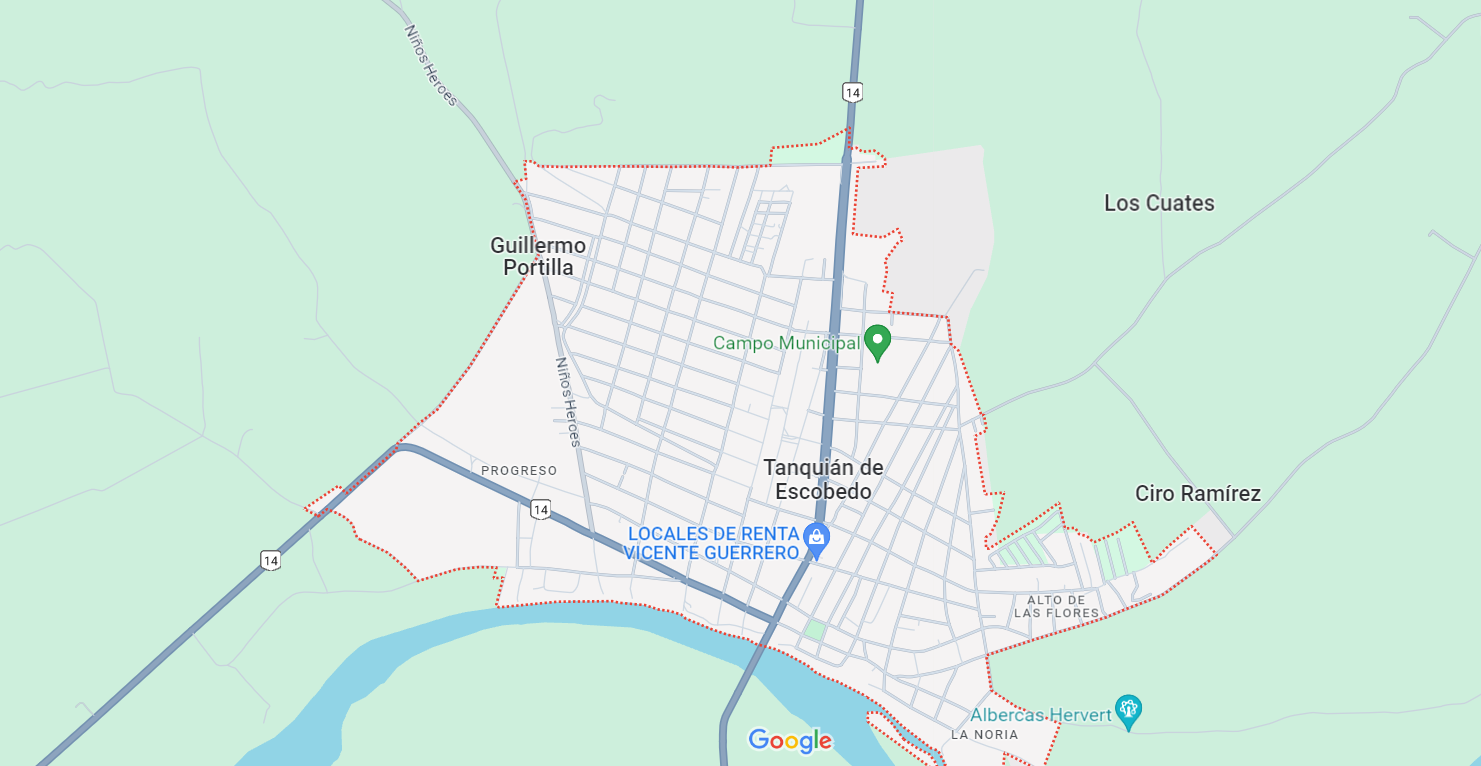 Niños Heroes
14
Los Cuates
Guillermo
Portilla
Campo Municipal
Niños Heroes
Tanquián de
Escobedo
PROGRESO
Ciro Ramírez
14
LOCALES DE RENTA
VICENTE GUERRERO
14
ALTO DE
LAS FLORES
Albercas Hervert
LA NORIA
Google